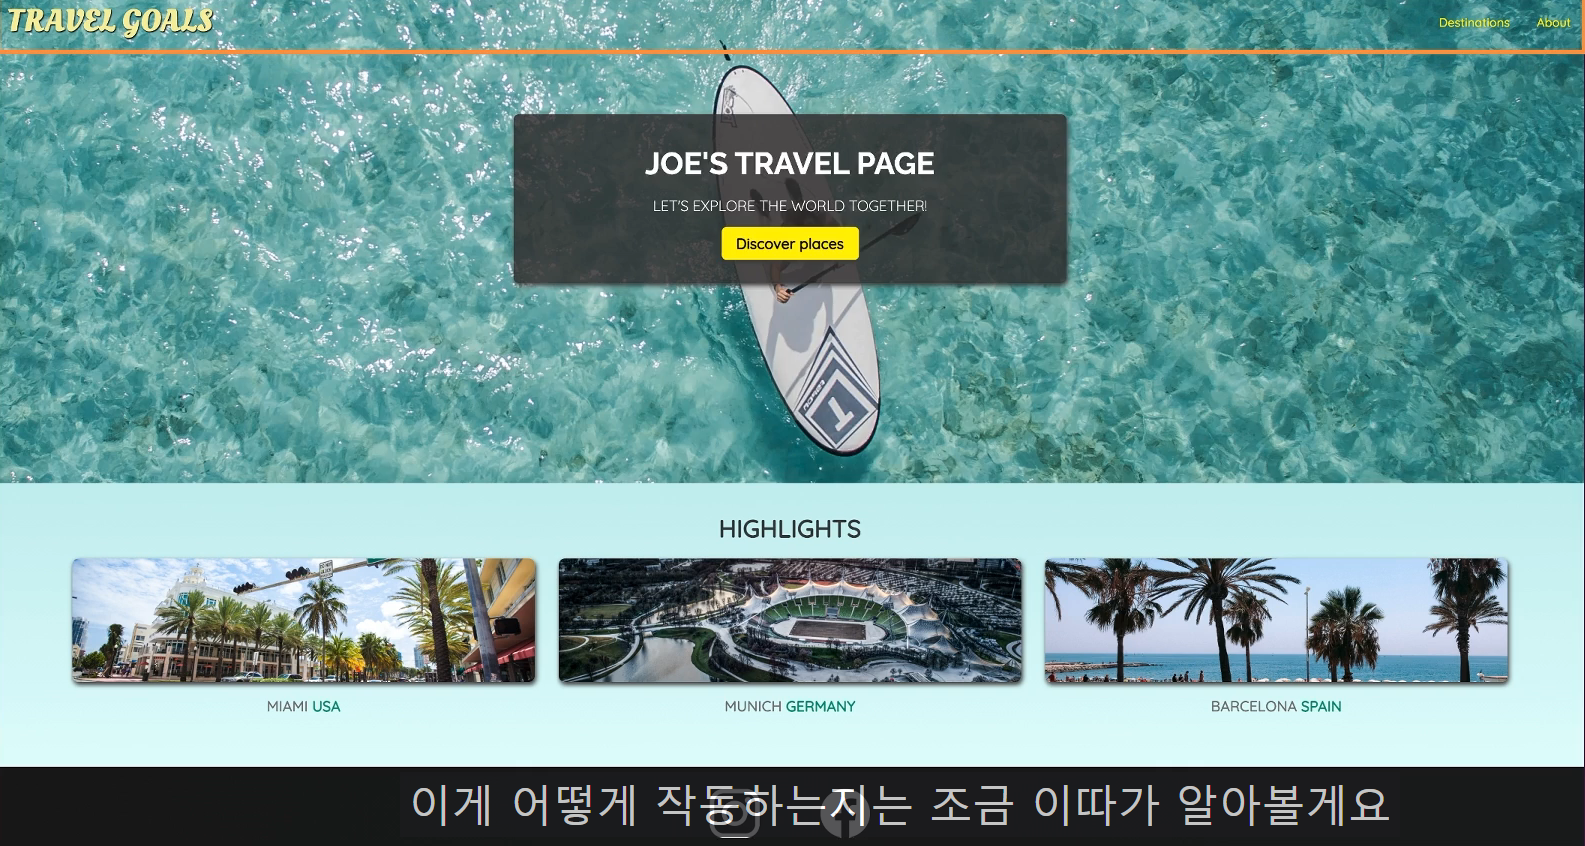 TRAVEL GOALS
Destinations About
JOE'S TRAVEL PAGE
LET'S EXPLORE THE WORLD TOGETHER!
Discover places
HIGHLIGHTS
MIAMI USA
MUNICH GERMANY
BARCELONA SPAIN
이게 어떻게 작동하는지는 조금 이따가 알아볼게요